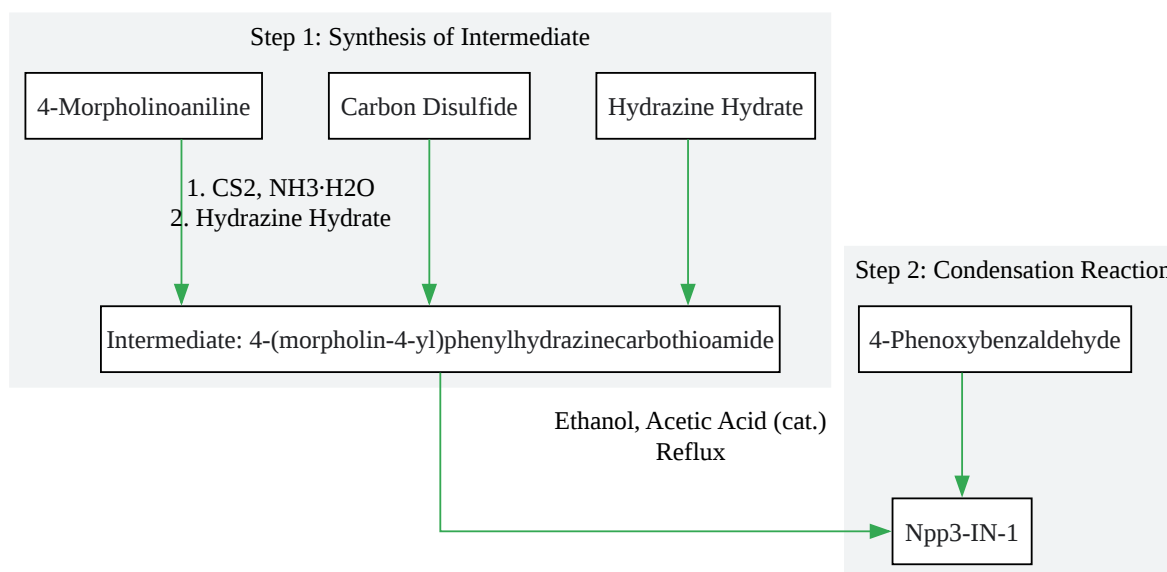 Step 1: Synthesis of Intermediate
4-Morpholinoaniline
Carbon Disulfide
Hydrazine Hydrate
1. CS2, NH3·H2O
2. Hydrazine Hydrate
Step 2: Condensation Reaction
Intermediate: 4-(morpholin-4-yl)phenylhydrazinecarbothioamide
4-Phenoxybenzaldehyde
Ethanol, Acetic Acid (cat.)
Reflux
Npp3-IN-1